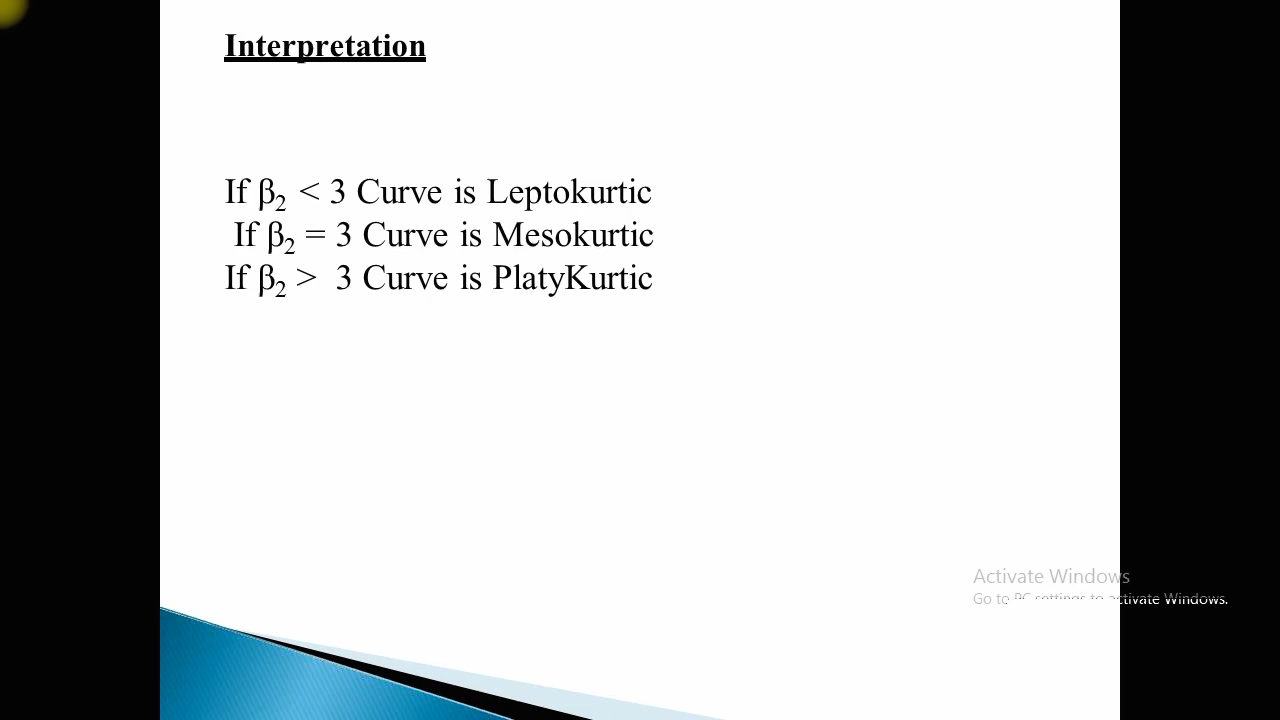 Interpretation
If β₂ < 3 Curve is Leptokurtic
If β₂ = 3 Curve is Mesokurtic
If β₂ > 3 Curve is PlatyKurtic
Activate Windows
Go to PC settings to activate Windows.